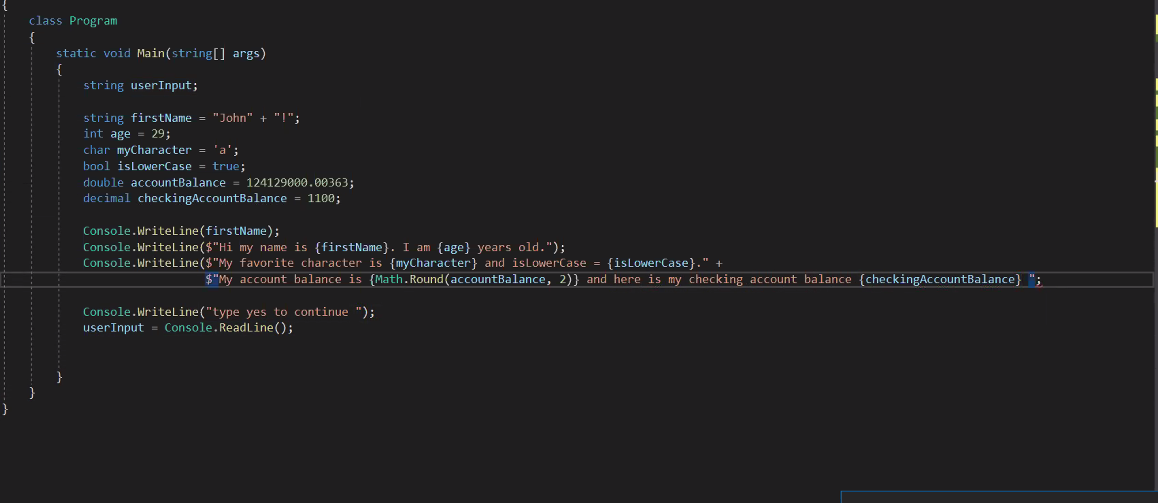 {
class Program
{
static void Main(string[] args)
{
string userInput;
string firstName = "John" + "!";
int age = 29;
char myCharacter = 'a';
bool isLowerCase = true;
double accountBalance = 124129000.00363;
decimal checkingAccountBalance = 1100;
Console.WriteLine(firstName);
Console.WriteLine($"Hi my name is {firstName}. I am {age} years old.");
Console.WriteLine($"My favorite character is {myCharacter} and isLowerCase = {isLowerCase}." +
$"My account balance is {Math.Round(accountBalance, 2)} and here is my checking account balance {checkingAccountBalance} ";
Console.WriteLine("type yes to continue ");
userInput = Console.ReadLine();
}
}
}